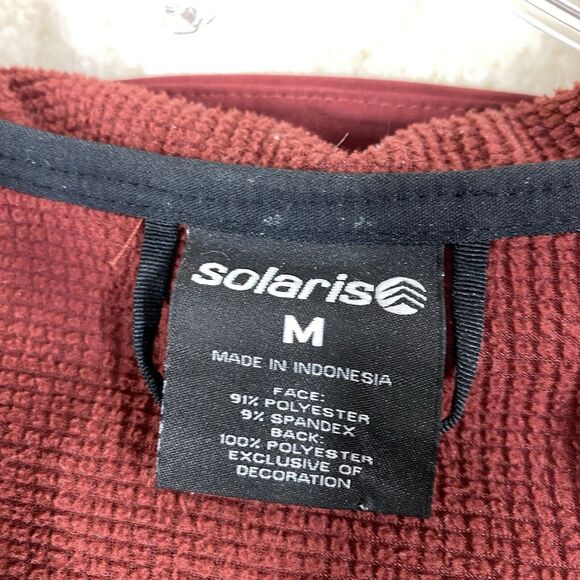 solaris
M
MADE IN INDONESIA
FACE:
91% POLYESTER
9% SPANDEX
BACK:
100% POLYESTER
EXCLUSIVE OF
DECORATION